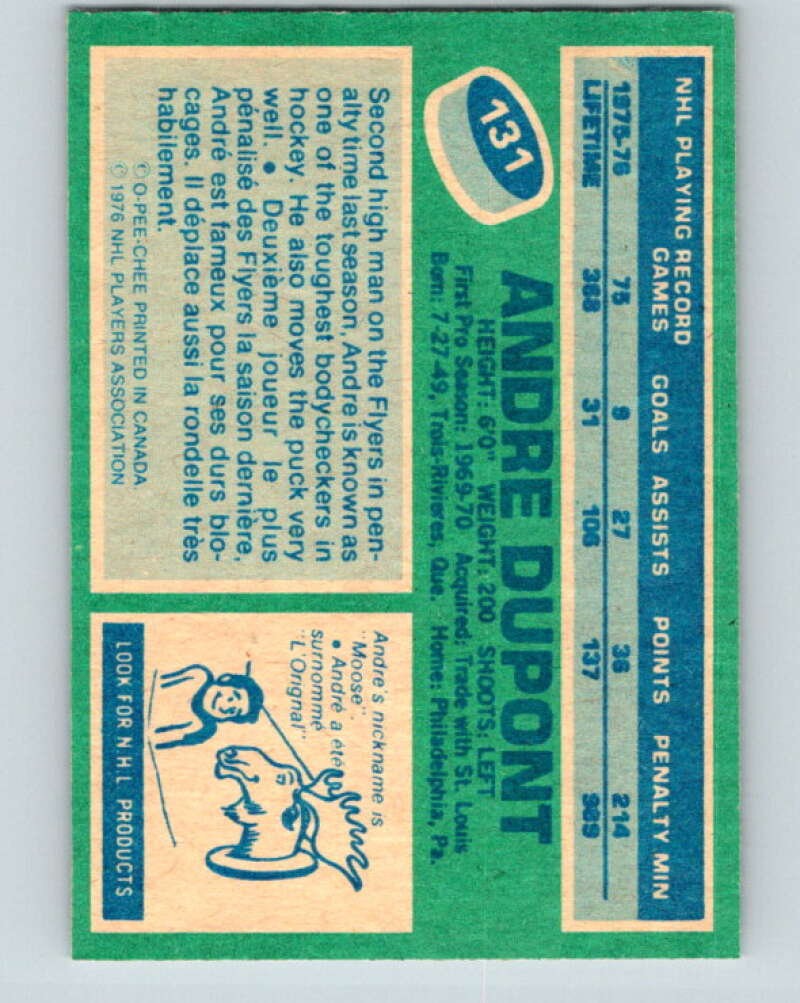 NHL PLAYING RECORD
GAMES GOALS ASSISTS POINTS PENALTY MIN
1975-76 75 9 27 36 214
LIFETIME 368 31 106 137 989
131
ANDRE DUPONT
HEIGHT: 6'0" WEIGHT: 200 SHOOTS: LEFT
First Pro Season: 1969-70 Acquired: Trade with St. Louis
Born: 7-27-49, Trois-Rivieres, Que. Home: Philadelphia, Pa.
Second high man on the Flyers in pen-
alty time last season, Andre is known as
one of the toughest bodycheckers in
hockey. He also moves the puck very
well. • Deuxième joueur le plus
pénalisé des Flyers la saison dernière,
André est fameux pour ses durs blo-
cages. Il déplace aussi la rondelle très
habilement.
© O-PEE-CHEE PRINTED IN CANADA.
© 1976 NHL PLAYERS ASSOCIATION
Andre's nickname is
"Moose"
• André a été
surnommé
"L'Orignal"
LOOK FOR N.H.L. PRODUCTS